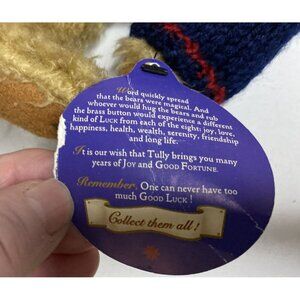 Word quickly spread
that the bears were magical. And
whoever would hug the bears and rub
the brass button would experience a different
kind of LUCK from each of the eight: joy, love,
happiness, health, wealth, serenity, friendship
and long life.
It is our wish that Tully brings you many
years of JOY and GOOD FORTUNE.
Remember, One can never have too
much GOOD LUCK!
Collect them all!